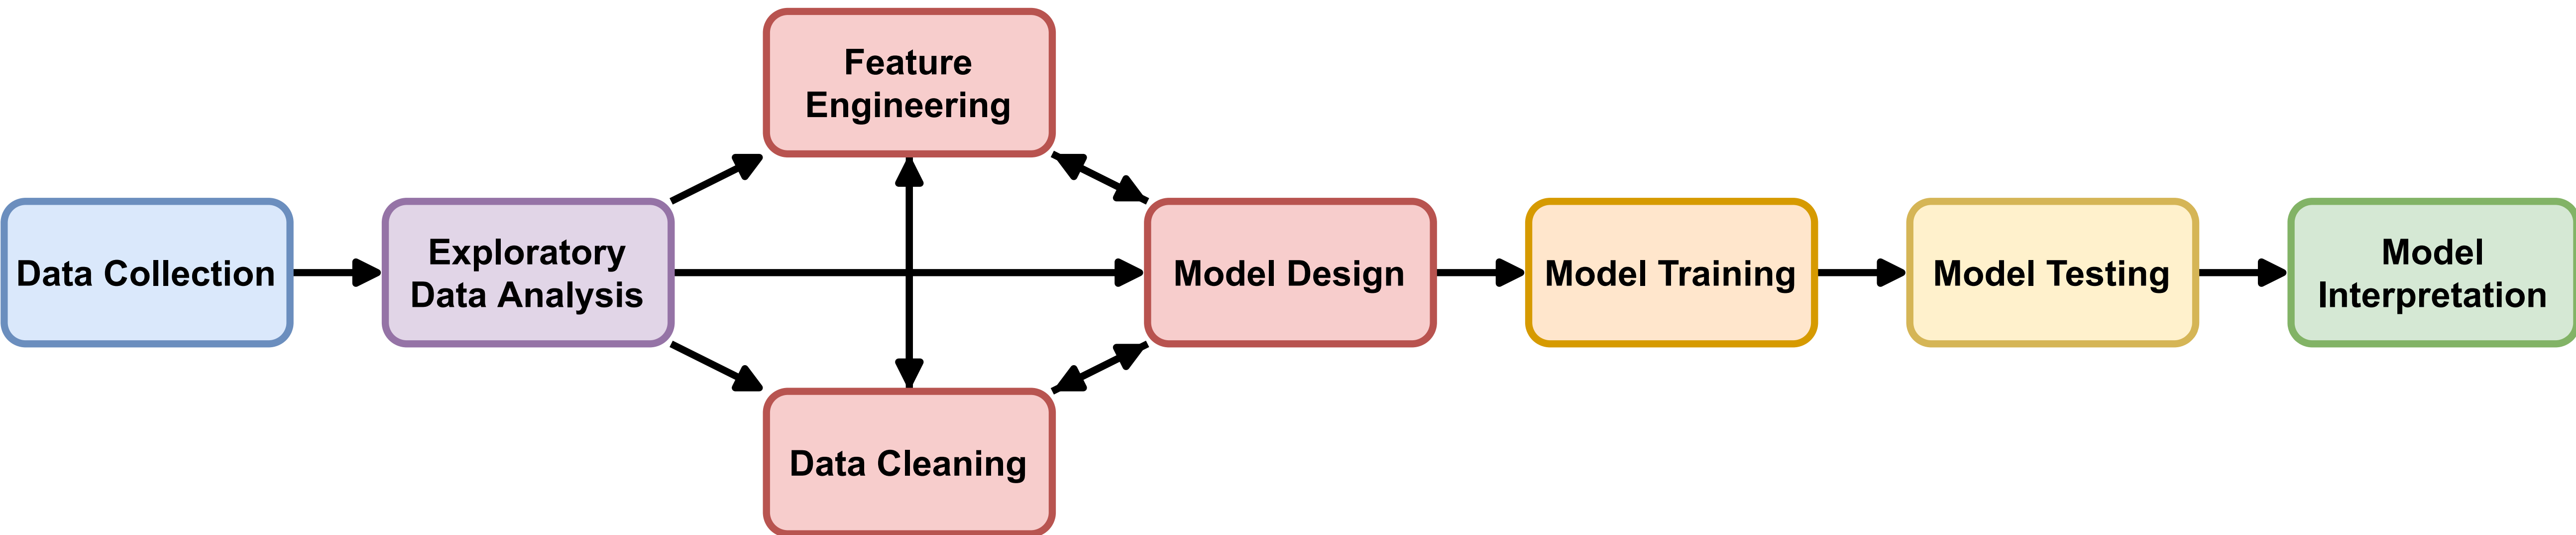 Data Collection
Exploratory
Data Analysis
Feature
Engineering
Data Cleaning
Model Design
Model Training
Model Testing
Model
Interpretation